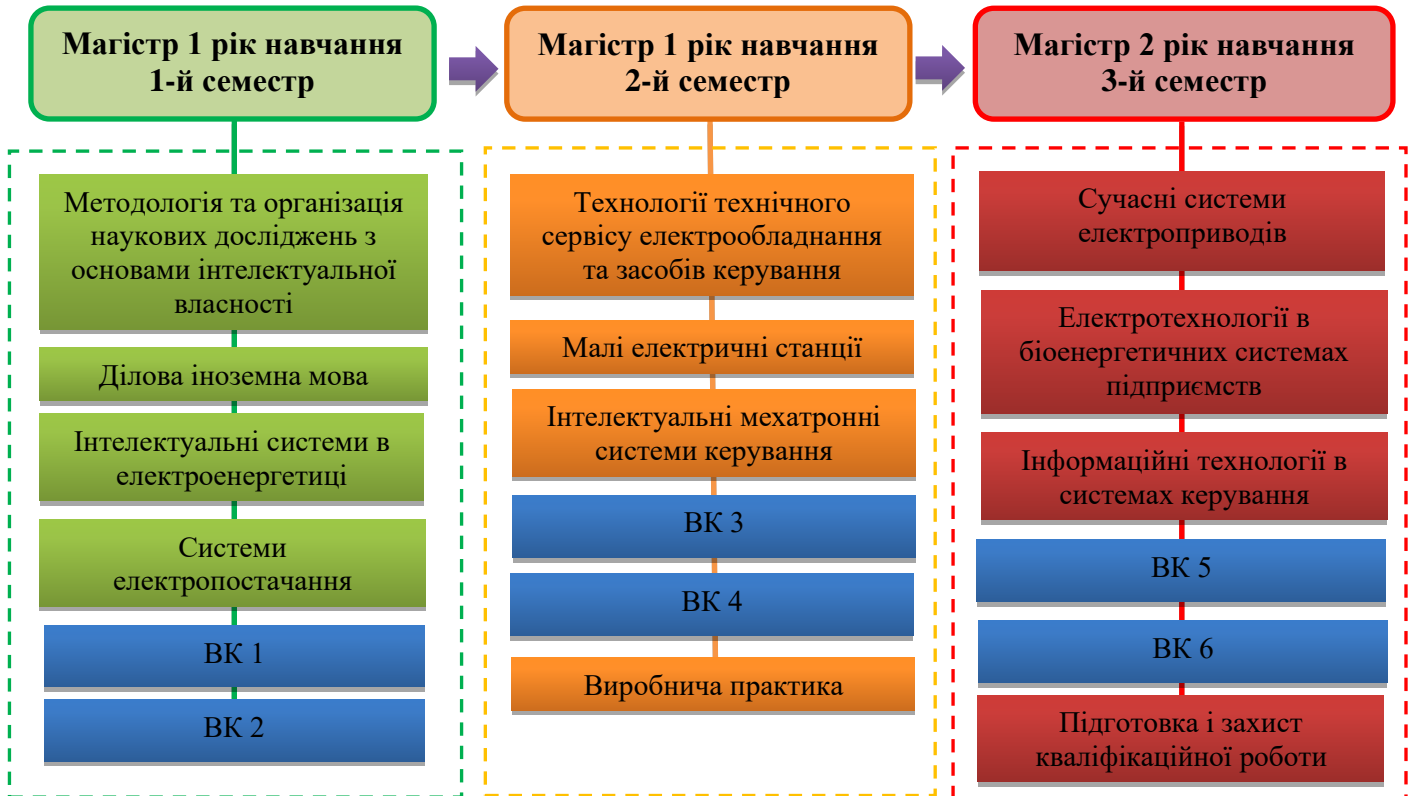 Магістр 1 рік навчання
1-й семестр
Методологія та організація
наукових досліджень з
основами інтелектуальної
власності
Ділова іноземна мова
Інтелектуальні системи в
електроенергетиці
Системи
електропостачання
ВК 1
ВК 2
Магістр 1 рік навчання
2-й семестр
Технології технічного
сервісу електрообладнання
та засобів керування
Малі електричні станції
Інтелектуальні мехатронні
системи керування
ВК 3
ВК 4
Виробнича практика
Магістр 2 рік навчання
3-й семестр
Сучасні системи
електроприводів
Електротехнології в
біоенергетичних системах
підприємств
Інформаційні технології в
системах керування
ВК 5
ВК 6
Підготовка і захист
кваліфікаційної роботи